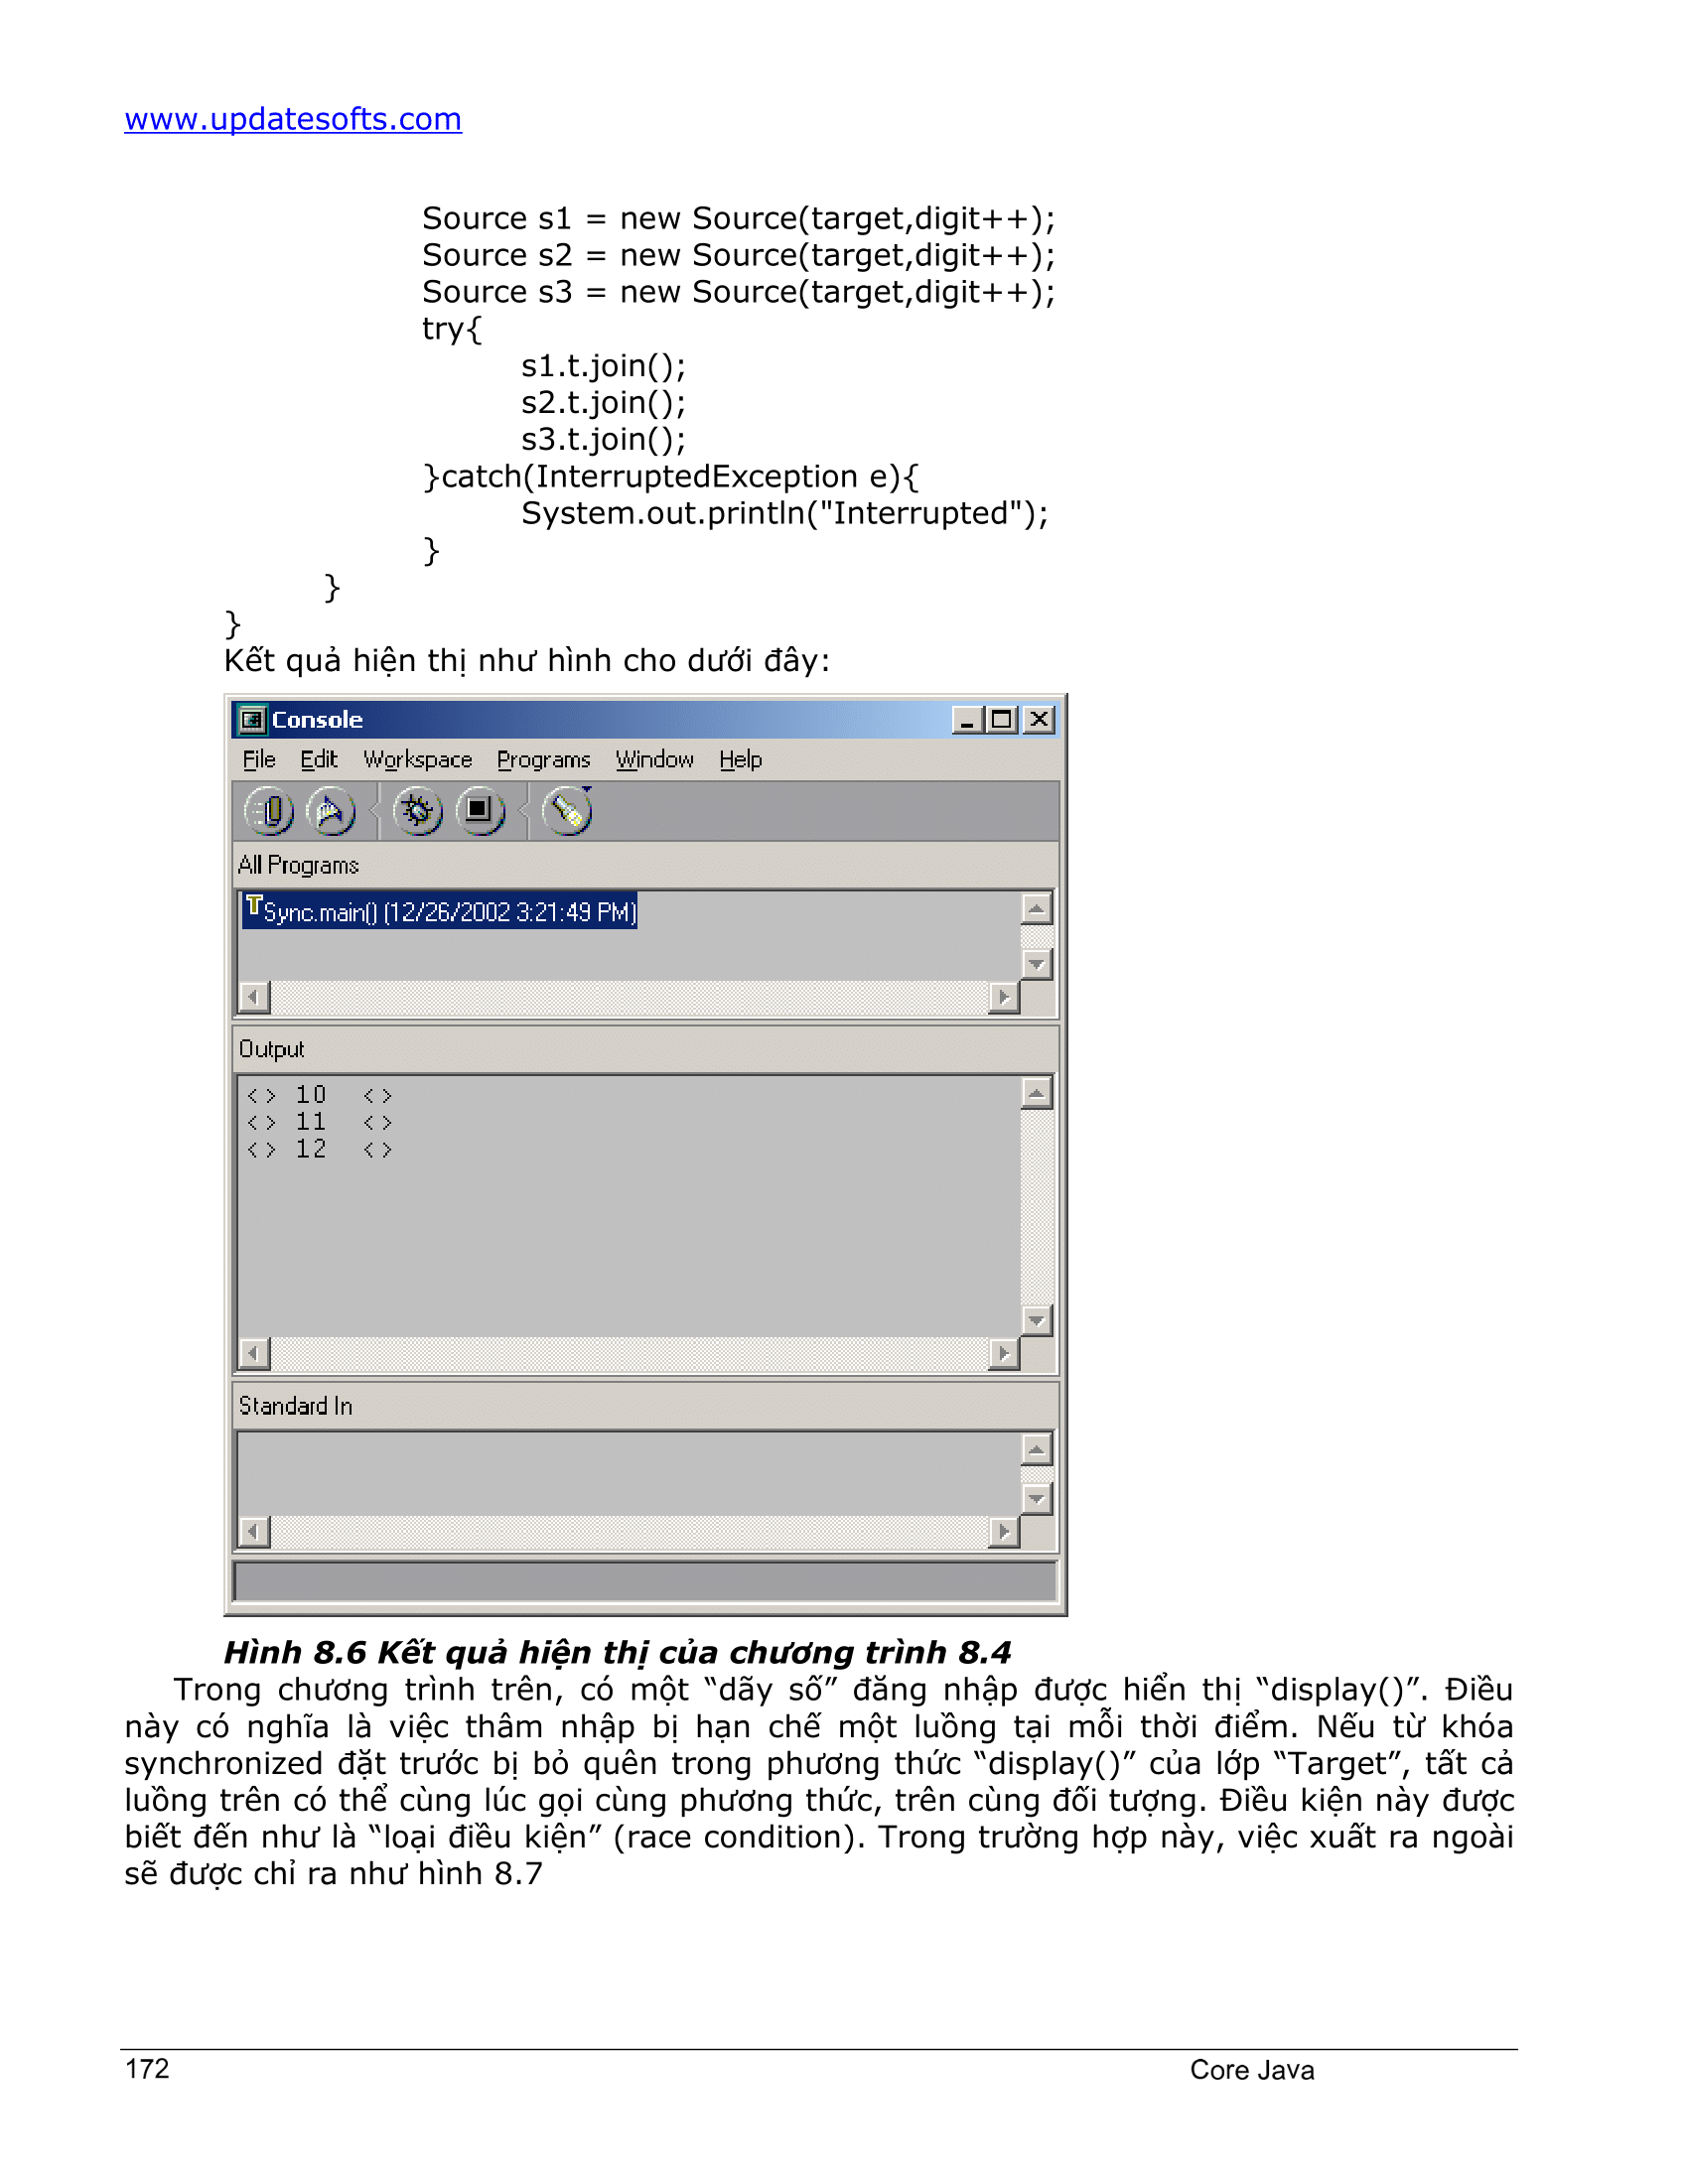 www.updatesofts.com
Source s1 = new Source(target,digit++);
Source s2 = new Source(target,digit++);
Source s3 = new Source(target,digit++);
try{
s1.t.join();
s2.t.join();
s3.t.join();
}catch(InterruptedException e){
System.out.println("Interrupted");
}
}
}
Kết quả hiện thị như hình cho dưới đây:
Console
File Edit Workspace Programs Window Help
All Programs
Sync.main() (12/26/2002 3:21:49 PM)
Output
<> 10 <>
<> 11 <>
<> 12 <>
Standard In
Hình 8.6 Kết quả hiện thị của chương trình 8.4
Trong chương trình trên, có một “dãy số” đăng nhập được hiển thị “display()”. Điều
này có nghĩa là việc thâm nhập bị hạn chế một luồng tại mỗi thời điểm. Nếu từ khóa
synchronized đặt trước bị bỏ quên trong phương thức “display()” của lớp “Target”, tất cả
luồng trên có thể cùng lúc gọi cùng phương thức, trên cùng đối tượng. Điều kiện này được
biết đến như là “loại điều kiện” (race condition). Trong trường hợp này, việc xuất ra ngoài
sẽ được chỉ ra như hình 8.7
172 Core Java